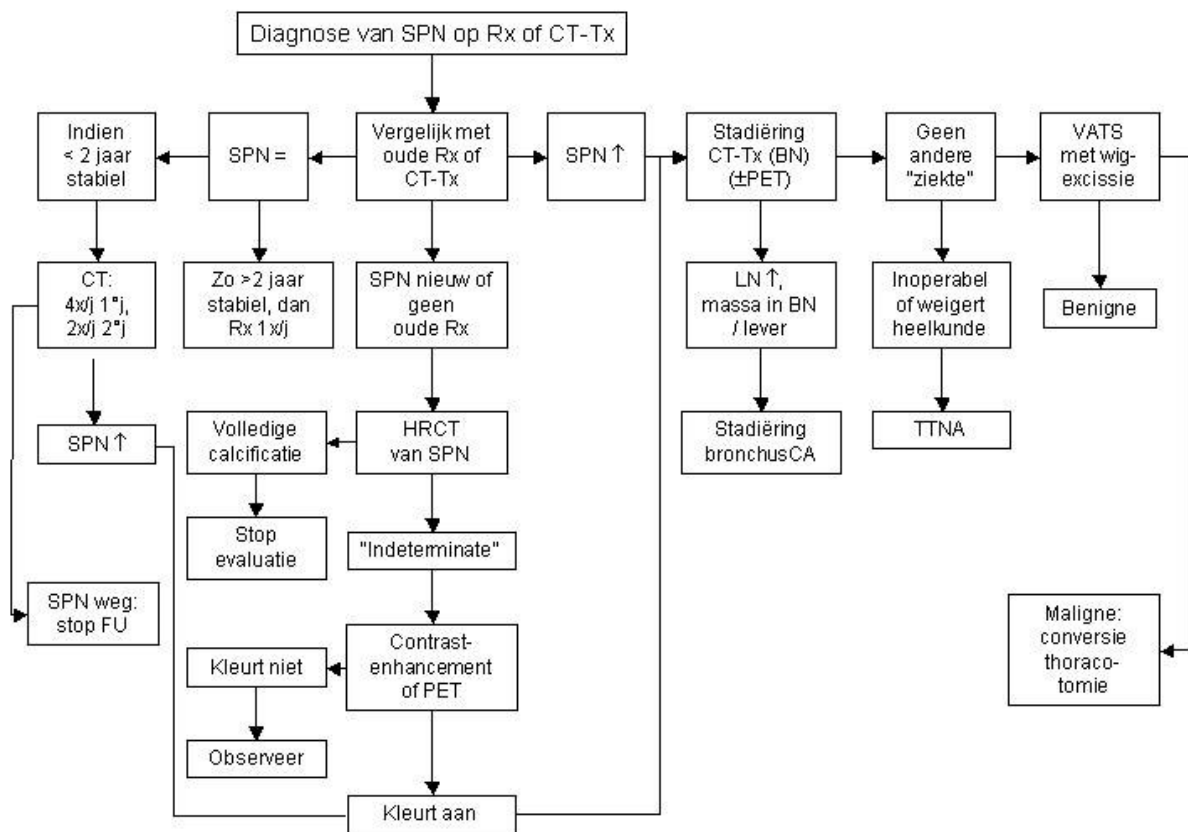 Diagnose van SPN op Rx of CT-Tx
Indien
< 2 jaar
stabiel
SPN =
Vergelijk met
oude Rx of
CT-Tx
SPN ↑
Stadiëring
CT-Tx (BN)
(±PET)
Geen
andere
"ziekte"
VATS
met wig-
excissie
CT:
4x/j 1°j,
2x/j 2°j
Zo >2 jaar
stabiel, dan
Rx 1x/j
SPN nieuw of
geen
oude Rx
LN ↑,
massa in BN
/ lever
Inoperabel
of weigert
heelkunde
Benigne
SPN ↑
Volledige
calcificatie
HRCT
van SPN
Stadiëring
bronchusCA
TTNA
Stop
evaluatie
"Indeterminate"
SPN weg:
stop FU
Kleurt niet
Contrast-
enhancement
of PET
Maligne:
conversie
thoraco-
tomie
Observeer
Kleurt aan